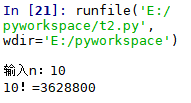 In [21]: runfile('E:/
pyworkspace/t2.py',
wdir='E:/pyworkspace')
输入n：10
10！=3628800